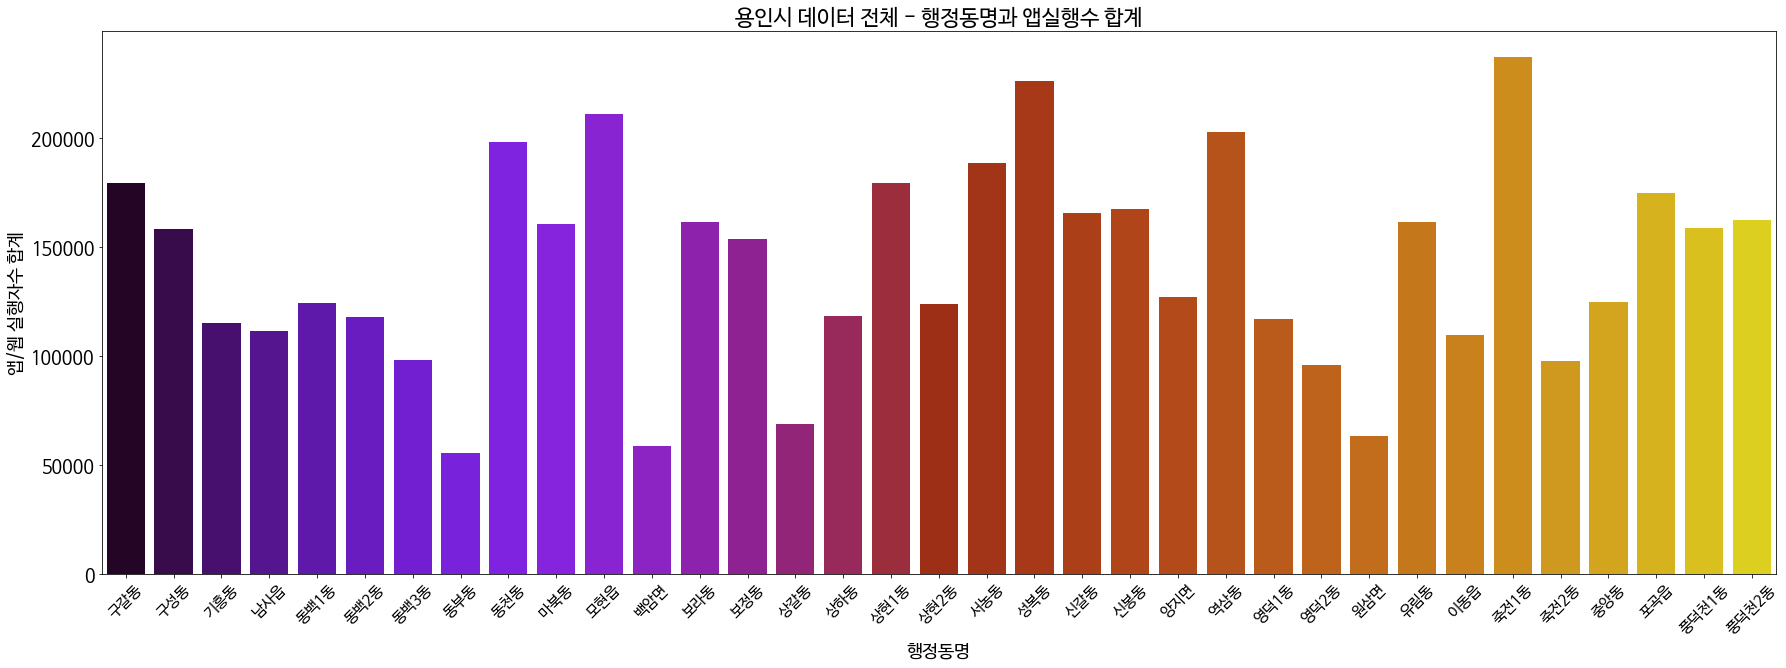 용인시 데이터 전체 - 행정동명과 앱실행수 합계
앱/웹 실행자수 합계
200000
150000
100000
50000
0
구갈동 구성동 기흥동 남사읍 동백1동 동백2동 동백3동 동부동 동천동 마북동 모현읍 백암면 보라동 보정동 상갈동 상하동 상현1동 상현2동 서농동 성복동 신갈동 신봉동 양지면 역삼동 영덕1동 영덕2동 원삼면 유림동 이동읍 죽전1동 죽전2동 중앙동 포곡읍 풍덕천1동 풍덕천2동
행정동명